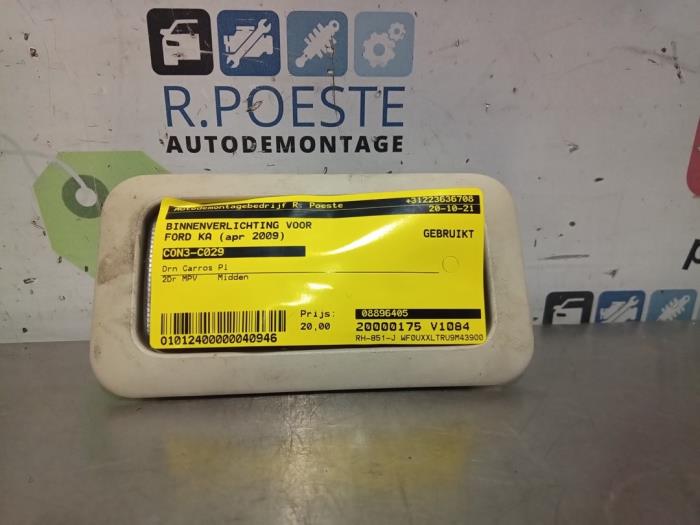 R.POESTE
AUTODEMONTAGE
Autodemontagebedrijf R. Poeste +31223636708
20-10-21
BINNENVERLICHTING VOOR
FORD KA (apr 2009) GEBRUIKT
CON3-C029
Drn Carros Pl
2Dr MPV Midden
Prijs: 08896405
20,00 20000175 V1084
01012400000040946 RH-851-J WF0UXXLTRU9M43900